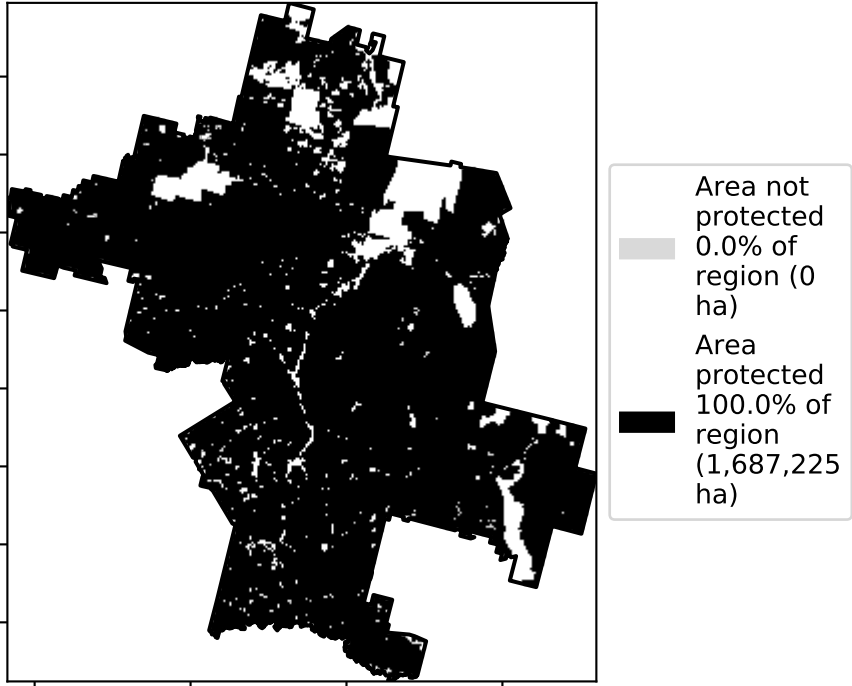 Area not
protected
0.0% of
region (0
ha)
Area
protected
100.0% of
region
(1,687,225
ha)